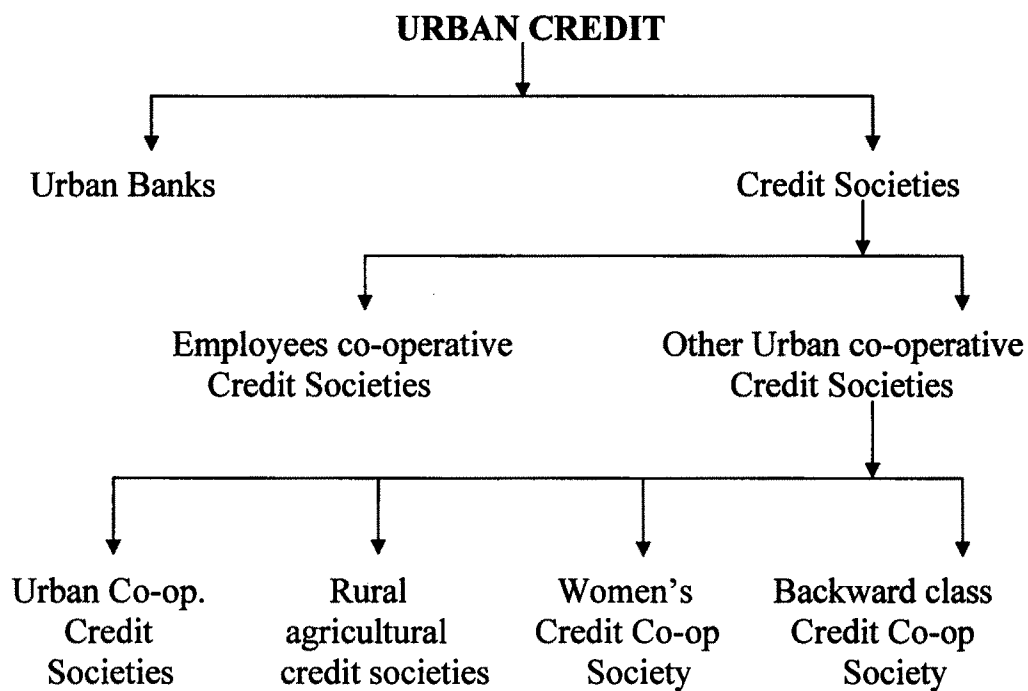 URBAN CREDIT
Urban Banks
Credit Societies
Employees co-operative
Credit Societies
Other Urban co-operative
Credit Societies
Urban Co-op.
Credit
Societies
Rural
agricultural
credit societies
Women's
Credit Co-op
Society
Backward class
Credit Co-op
Society